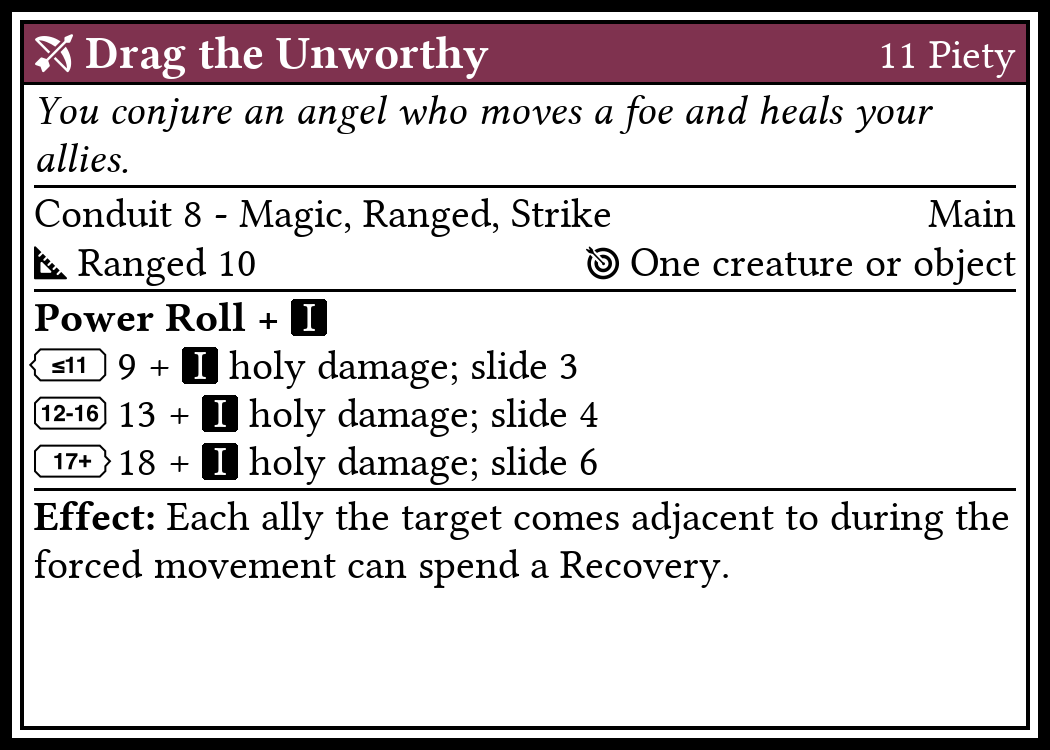 Drag the Unworthy 11 Piety
You conjure an angel who moves a foe and heals your
allies.
Conduit 8 - Magic, Ranged, Strike Main
Ranged 10 One creature or object
Power Roll + I
≤11 9 + I holy damage; slide 3
12-16 13 + I holy damage; slide 4
17+ 18 + I holy damage; slide 6
Effect: Each ally the target comes adjacent to during the
forced movement can spend a Recovery.